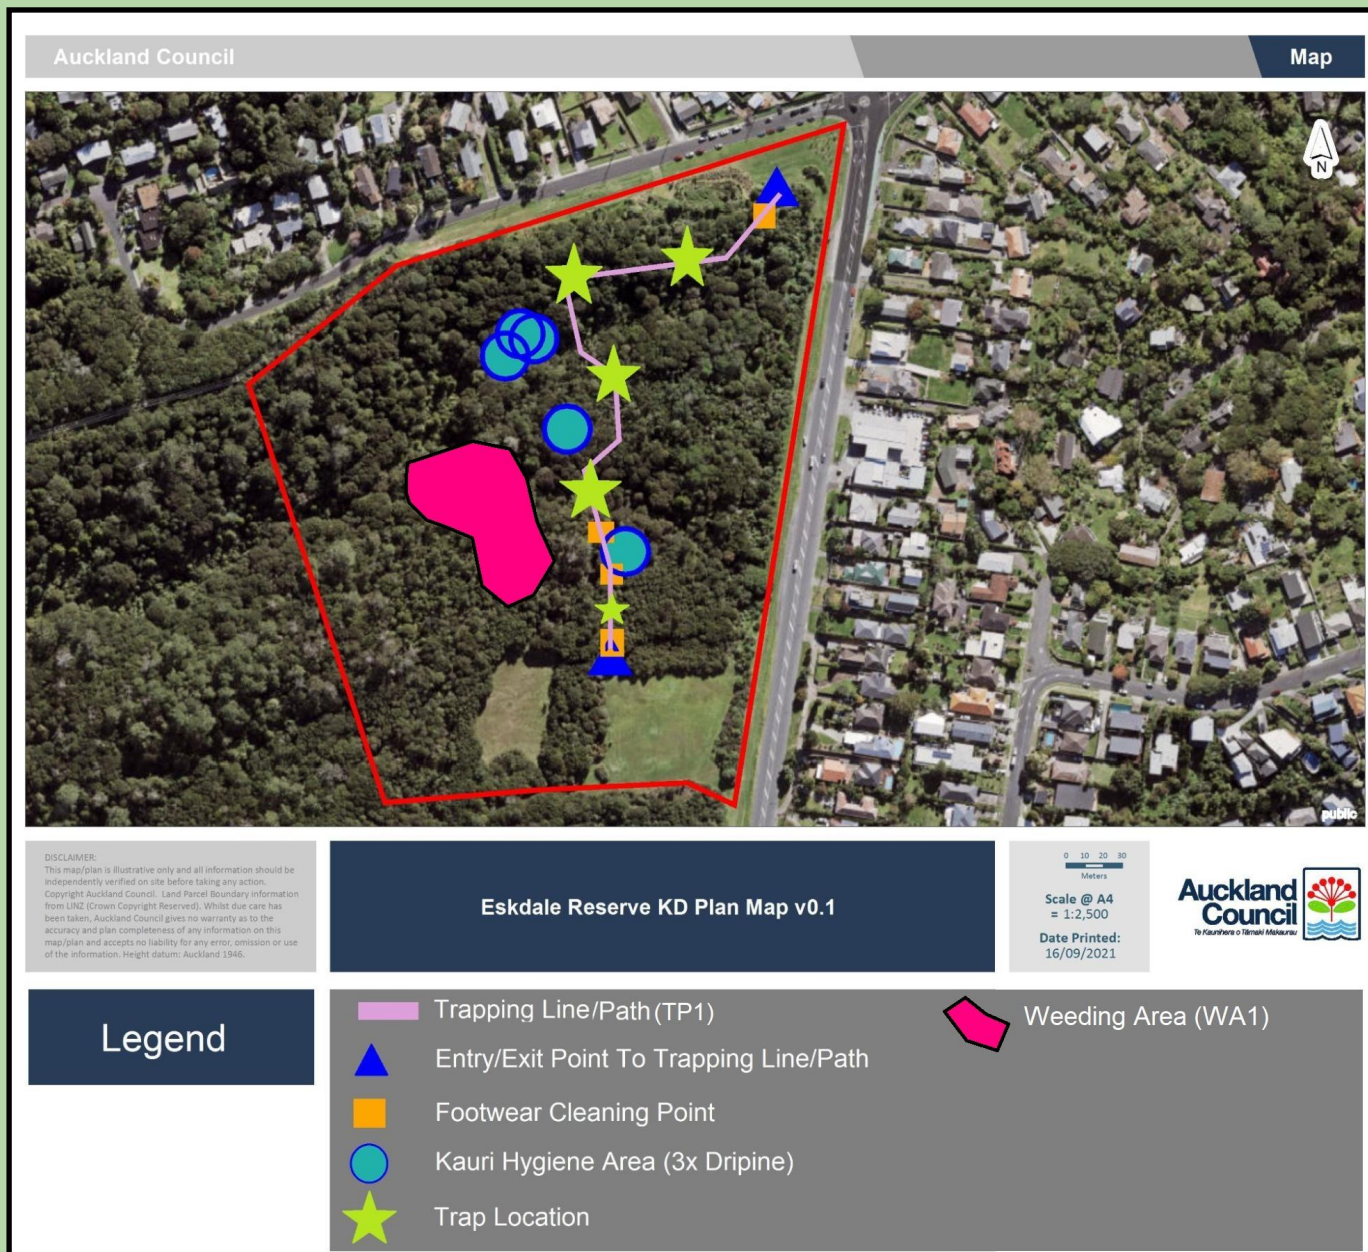 Auckland Council
Map
N
public
DISCLAIMER:
This map/plan is illustrative only and all information should be
independently verified on site before taking any action.
Copyright Auckland Council. Land Parcel Boundary information
from LINZ (Crown Copyright Reserved). Whilst due care has
been taken, Auckland Council gives no warranty as to the
accuracy and plan completeness of any information on this
map/plan and accepts no liability for any error, omission or use
of the information. Height datum: Auckland 1946.
Eskdale Reserve KD Plan Map v0.1
0 10 20 30
Meters
Scale @ A4
= 1:2,500
Date Printed:
16/09/2021
Auckland
Council
Te Kaunihera o Tāmaki Makaurau
Legend
Trapping Line/Path (TP1)
Weeding Area (WA1)
Entry/Exit Point To Trapping Line/Path
Footwear Cleaning Point
Kauri Hygiene Area (3x Dripine)
Trap Location